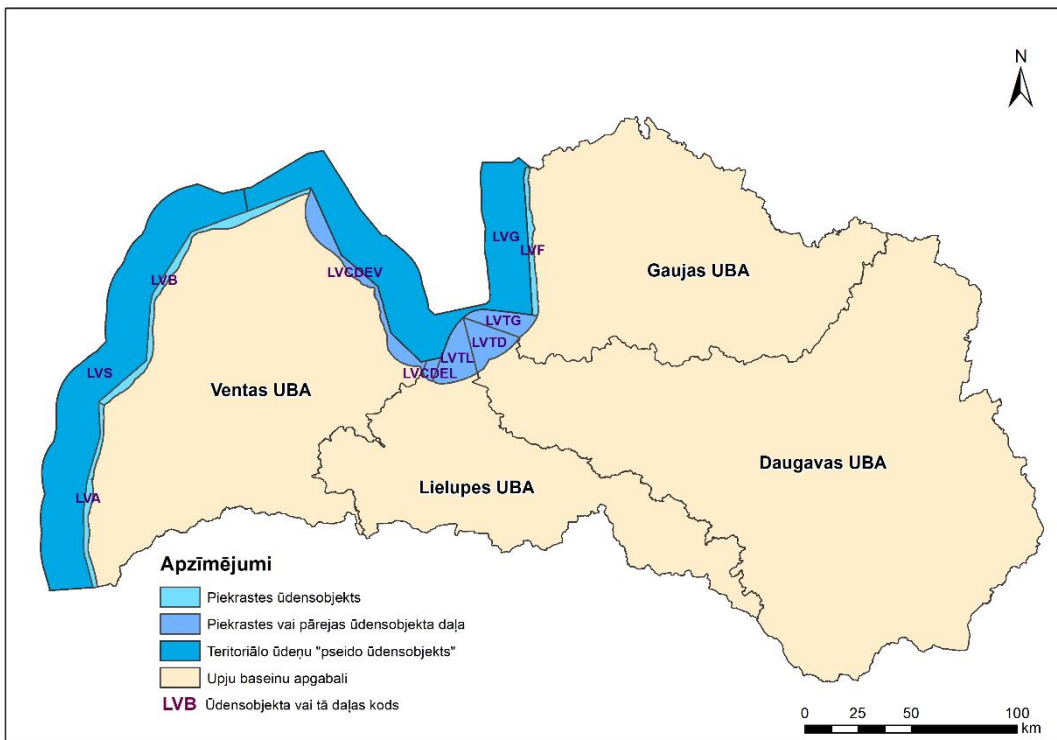 N
LVG
LVF
Gaujas UBA
LVCDEV
LVB
LVTG
LVTD
LVTL
LVCDEL
LVS
Ventas UBA
Daugavas UBA
Lielupes UBA
LVA
Apzīmējumi
Piekrastes ūdensobjekts
Piekrastes vai pārejas ūdensobjekta daļa
Teritoriālo ūdeņu "pseido ūdensobjekts"
Upju baseinu apgabali
LVB Ūdensobjekta vai tā daļas kods
0 25 50 100
km